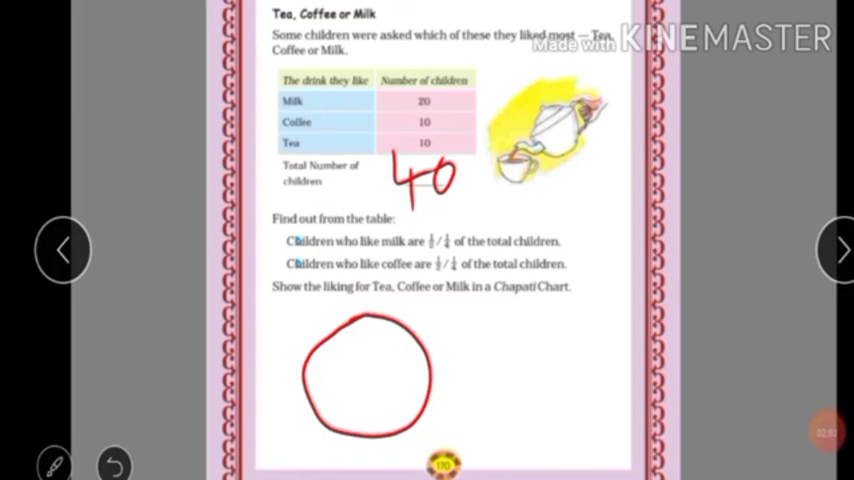 Tea, Coffee or Milk
Some children were asked which of these they liked most – Tea,
Coffee or Milk.
Made with KINEMASTER
The drink they like Number of children
Milk 20
Coffee 10
Tea 10
Total Number of
children
40
Find out from the table:
Children who like milk are 1/2 / 1/4 of the total children.
Children who like coffee are 1/2 / 1/4 of the total children.
Show the liking for Tea, Coffee or Milk in a Chapati Chart.
170